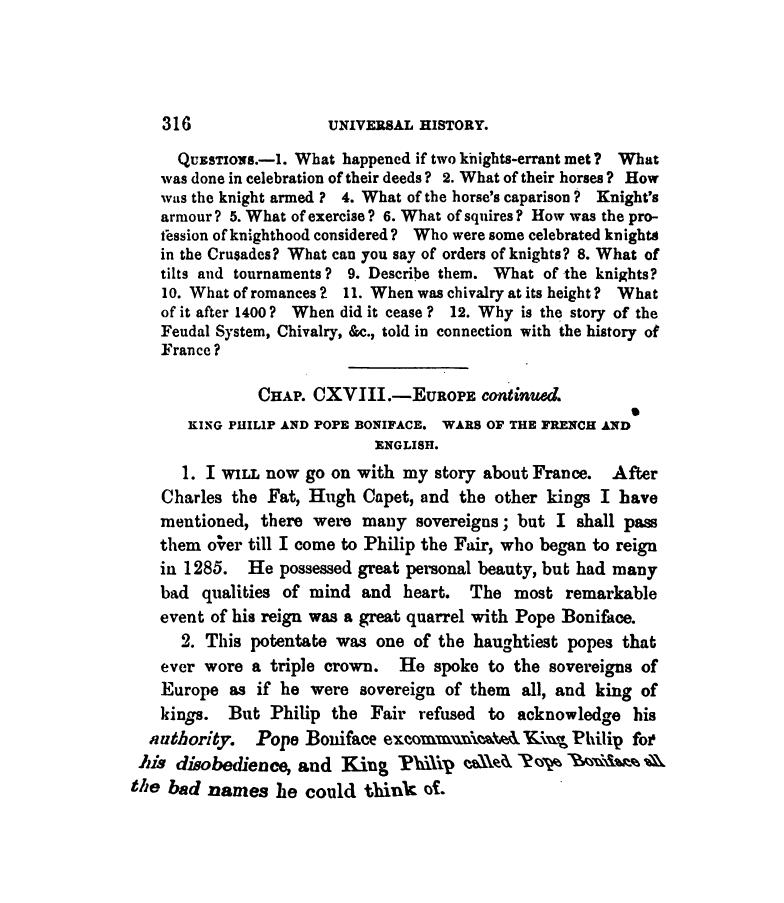 316 UNIVERSAL HISTORY.
QUESTIONS.—1. What happened if two knights-errant met? What
was done in celebration of their deeds? 2. What of their horses? How
was the knight armed? 4. What of the horse's caparison? Knight's
armour? 5. What of exercise? 6. What of squires? How was the pro-
fession of knighthood considered? Who were some celebrated knights
in the Crusades? What can you say of orders of knights? 8. What of
tilts and tournaments? 9. Describe them. What of the knights?
10. What of romances? 11. When was chivalry at its height? What
of it after 1400? When did it cease? 12. Why is the story of the
Feudal System, Chivalry, &c., told in connection with the history of
France?
CHAP. CXVIII.—EUROPE continued.
KING PHILIP AND POPE BONIFACE. WARS OF THE FRENCH AND
ENGLISH.
1. I WILL now go on with my story about France. After
Charles the Fat, Hugh Capet, and the other kings I have
mentioned, there were many sovereigns; but I shall pass
them over till I come to Philip the Fair, who began to reign
in 1285. He possessed great personal beauty, but had many
bad qualities of mind and heart. The most remarkable
event of his reign was a great quarrel with Pope Boniface.
2. This potentate was one of the haughtiest popes that
ever wore a triple crown. He spoke to the sovereigns of
Europe as if he were sovereign of them all, and king of
kings. But Philip the Fair refused to acknowledge his
authority. Pope Boniface excommunicated King Philip for
his disobedience, and King Philip called Pope Boniface all
the bad names he could think of.